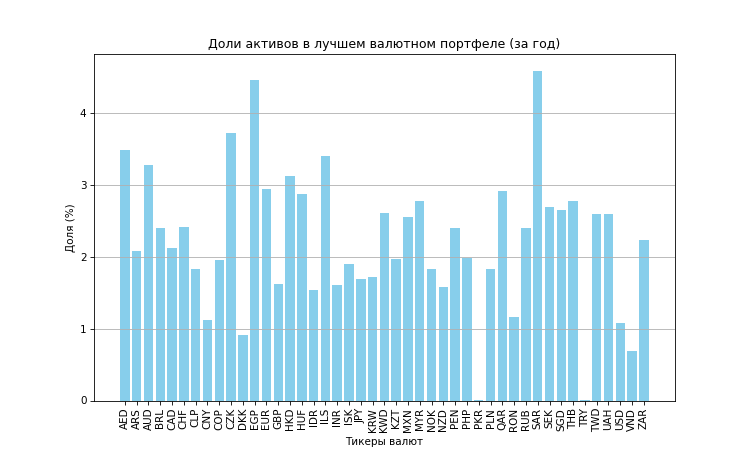 Доли активов в лучшем валютном портфеле (за год)
Доля (%)
4
3
2
1
0
AED ARS AUD BRL CAD CHF CLP CNY COP CZK DKK EGP EUR GBP HKD HUF IDR ILS INR ISK JPY KRW KWD KZT MXN MYR NOK NZD PEN PHP PKR PLN QAR RON RUB SAR SEK SGD THB TRY TWD UAH USD VND ZAR
Тикеры валют